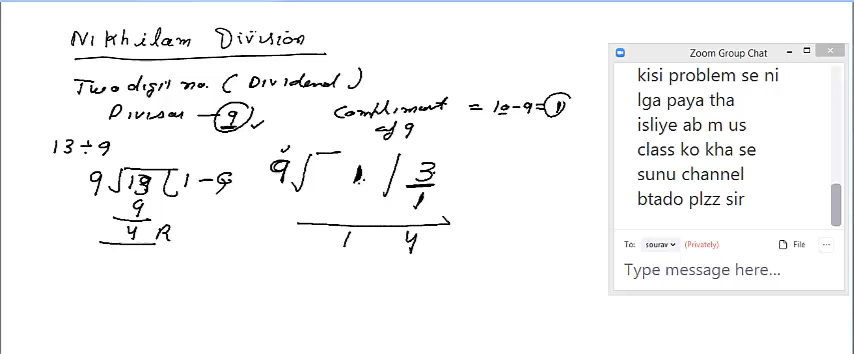 Nikhilam Division
Two digit no. (Dividend)
Divisor - 9
Compliment of 9 = 10-9=1
13÷9
9√13(1-Q
9
4 R
9√ 1 / 3
1
1 4
Zoom Group Chat
kisi problem se ni
lga paya tha
isliye ab m us
class ko kha se
sunu channel
btado plzz sir
To: sourav (Privately) File ...
Type message here...